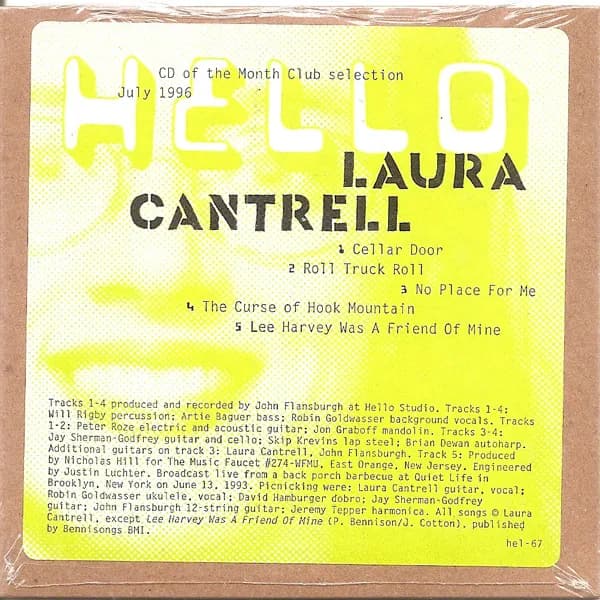 HELLO
CD of the Month Club selection
July 1996
LAURA
CANTRELL
1 Cellar Door
2 Roll Truck Roll
3 No Place For Me
4 The Curse of Hook Mountain
5 Lee Harvey Was A Friend Of Mine
Tracks 1-4 produced and recorded by John Flansburgh at Hello Studio. Tracks 1-4:
Will Rigby percussion; Artie Baguer bass; Robin Goldwasser background vocals. Tracks
1-2: Peter Roze electric and acoustic guitar; Jon Graboff mandolin. Tracks 3-4:
Jay Sherman-Godfrey guitar and cello; Skip Krevins lap steel; Brian Dewan autoharp.
Additional guitars on track 3: Laura Cantrell, John Flansburgh. Track 5: Produced
by Nicholas Hill for The Music Faucet #274-WFMU, East Orange, New Jersey. Engineered
by Justin Luchter. Broadcast live from a back porch barbecue at Quiet Life in
Brooklyn, New York on June 13, 1993. Picnicking were: Laura Cantrell guitar, vocal;
Robin Goldwasser ukulele, vocal; David Hamburger dobro; Jay Sherman-Godfrey
guitar; John Flansburgh 12-string guitar; Jeremy Tepper harmonica. All songs © Laura
Cantrell, except Lee Harvey Was A Friend Of Mine (P. Bennison/J. Cotton), published
by Bennisongs BMI.
hel-67